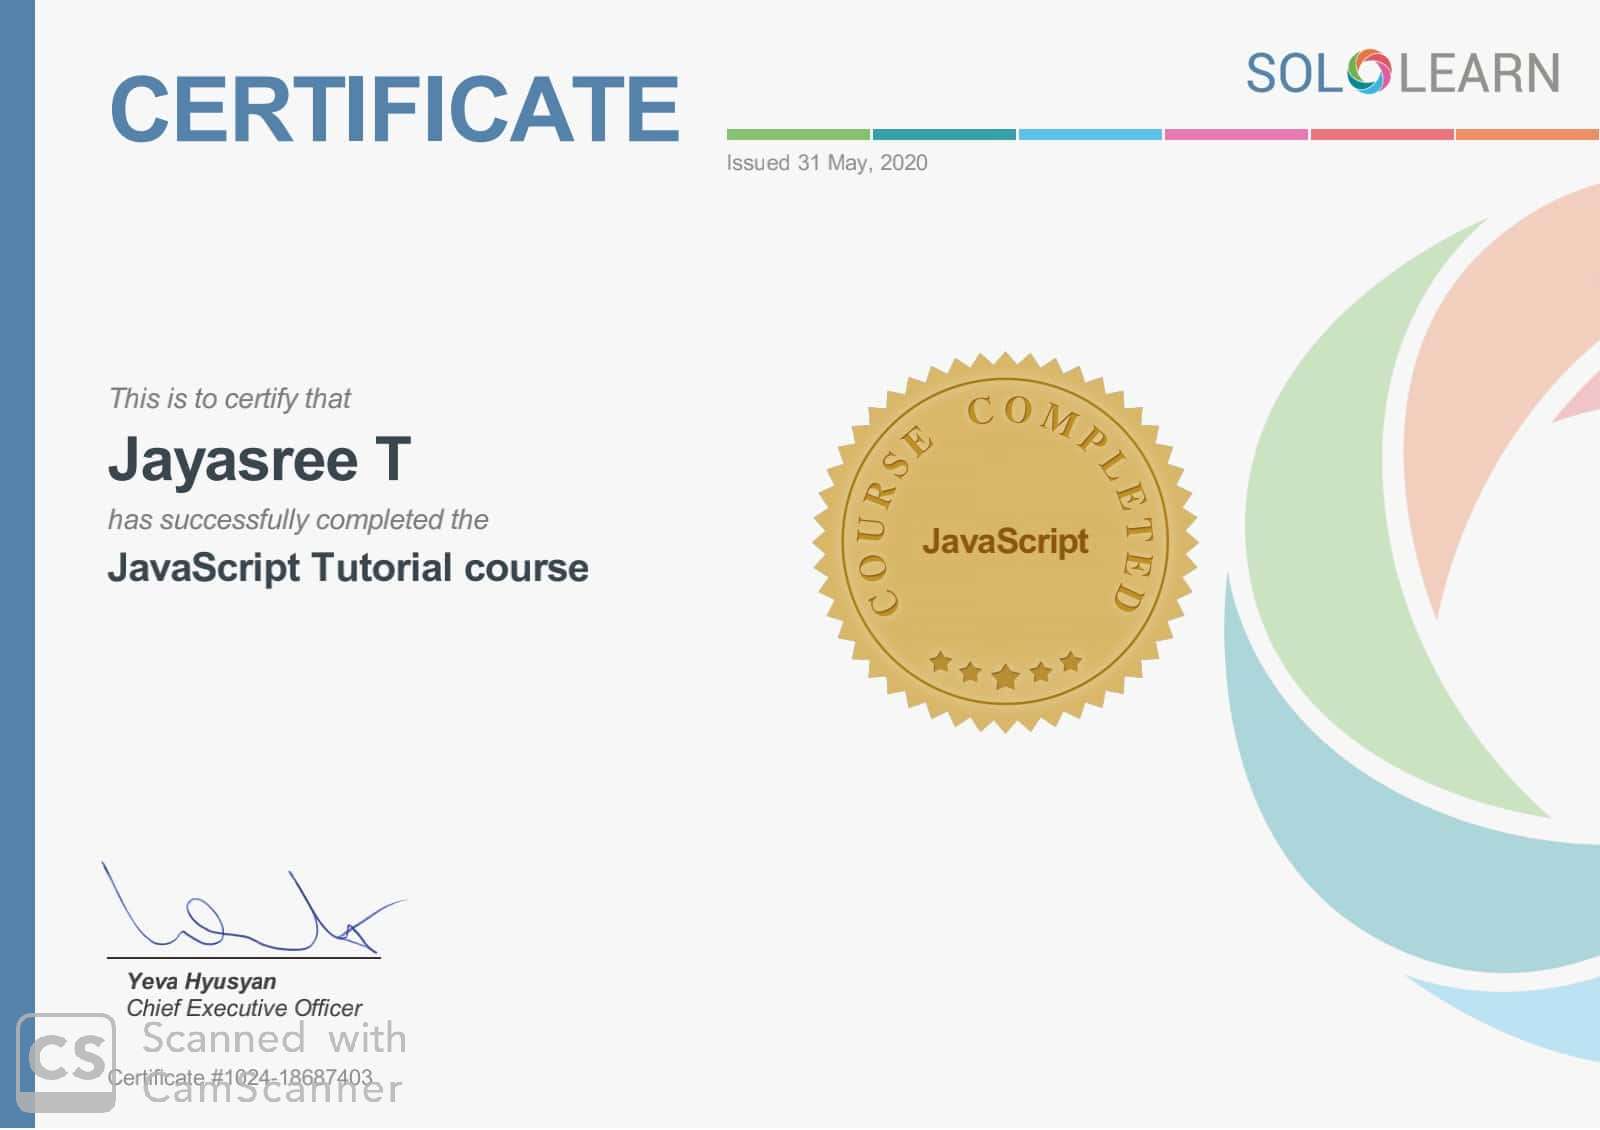 CERTIFICATE
SOLOLEARN
Issued 31 May, 2020
This is to certify that
Jayasree T
has successfully completed the
JavaScript Tutorial course
COURSE COMPLETED
JavaScript
Yeva Hyusyan
Chief Executive Officer
CS
Scanned with
CamScanner
Certificate #1024-18687403